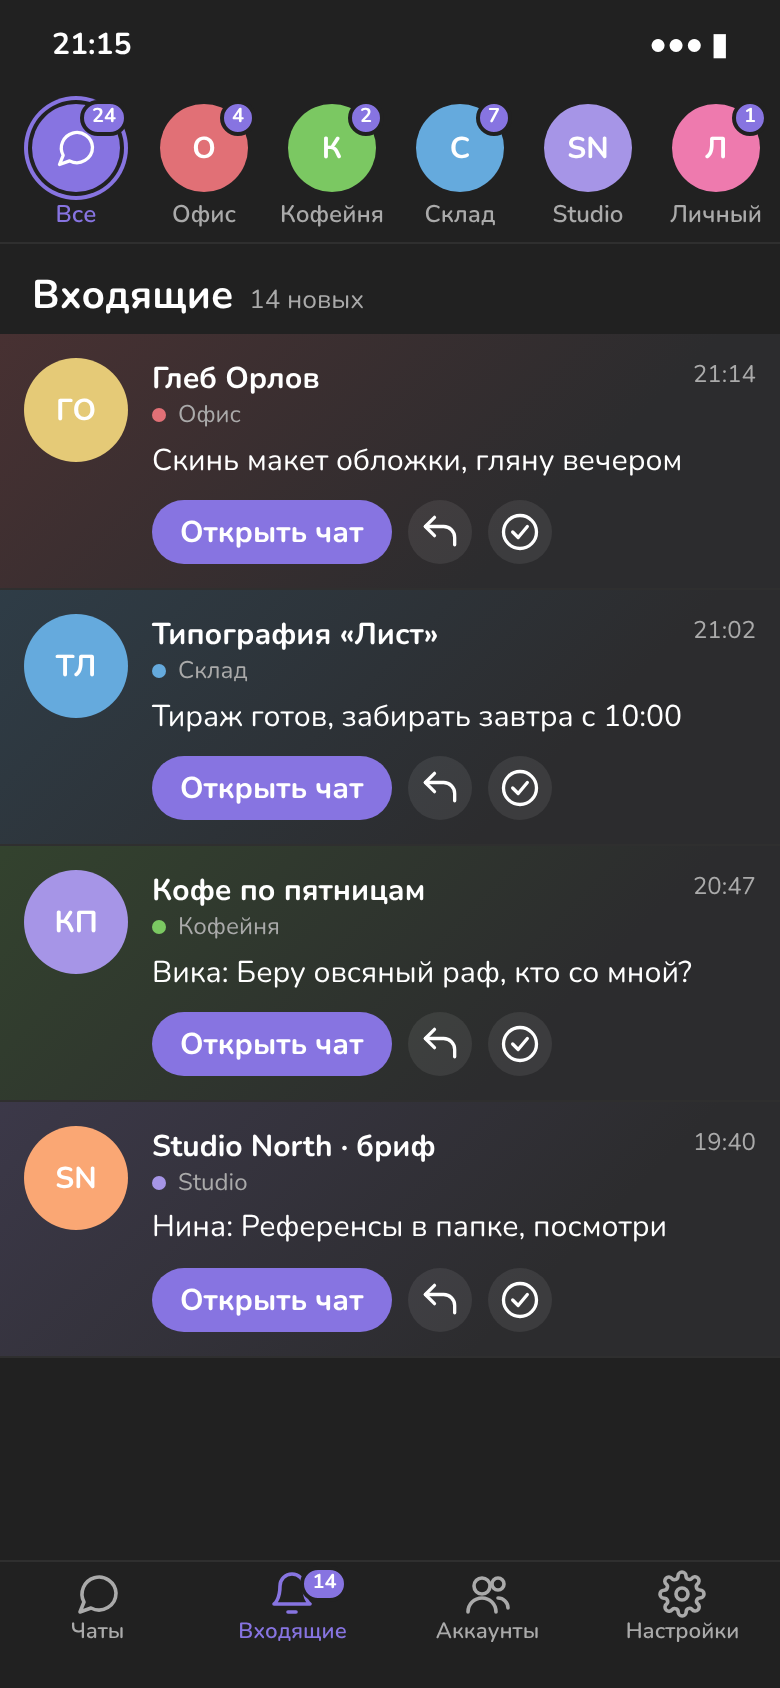 21:15
24
4
2
7
1
О
К
С
SN
Л
Все
Офис
Кофейня
Склад
Studio
Личный
Входящие 14 новых
ГО
Глеб Орлов
21:14
Офис
Скинь макет обложки, гляну вечером
Открыть чат
ТЛ
Типография «Лист»
21:02
Склад
Тираж готов, забирать завтра с 10:00
Открыть чат
КП
Кофе по пятницам
20:47
Кофейня
Вика: Беру овсяный раф, кто со мной?
Открыть чат
SN
Studio North · бриф
19:40
Studio
Нина: Референсы в папке, посмотри
Открыть чат
14
Чаты
Входящие
Аккаунты
Настройки